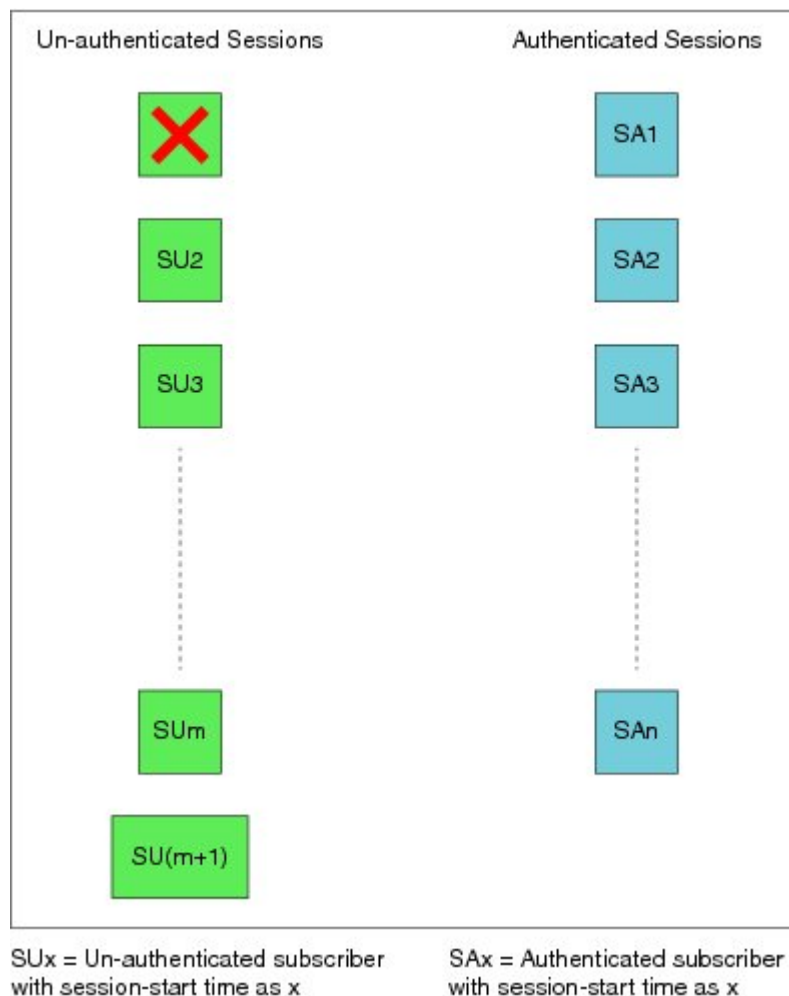 Un-authenticated Sessions
Authenticated Sessions
SA1
SU2
SA2
SU3
SA3
SUm
SAn
SU(m+1)
SUx = Un-authenticated subscriber
with session-start time as x
SAx = Authenticated subscriber
with session-start time as x